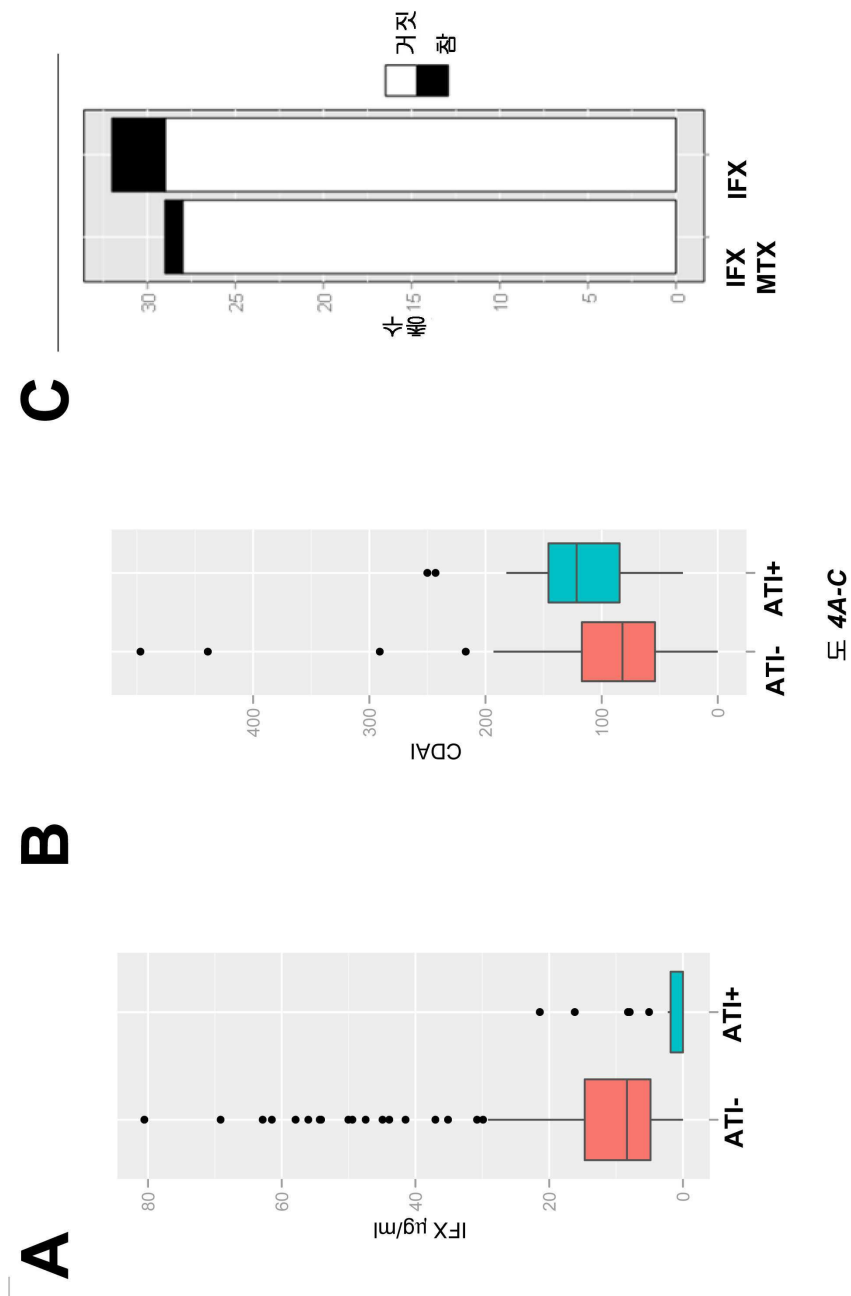 A
IFX µg/ml
80
60
40
20
0
ATI-
ATI+
B
CDAI
400
300
200
100
0
ATI-
ATI+
C
총수
30
25
20
15
10
5
0
IFX
MTX
IFX
거짓
참
도 4A-C